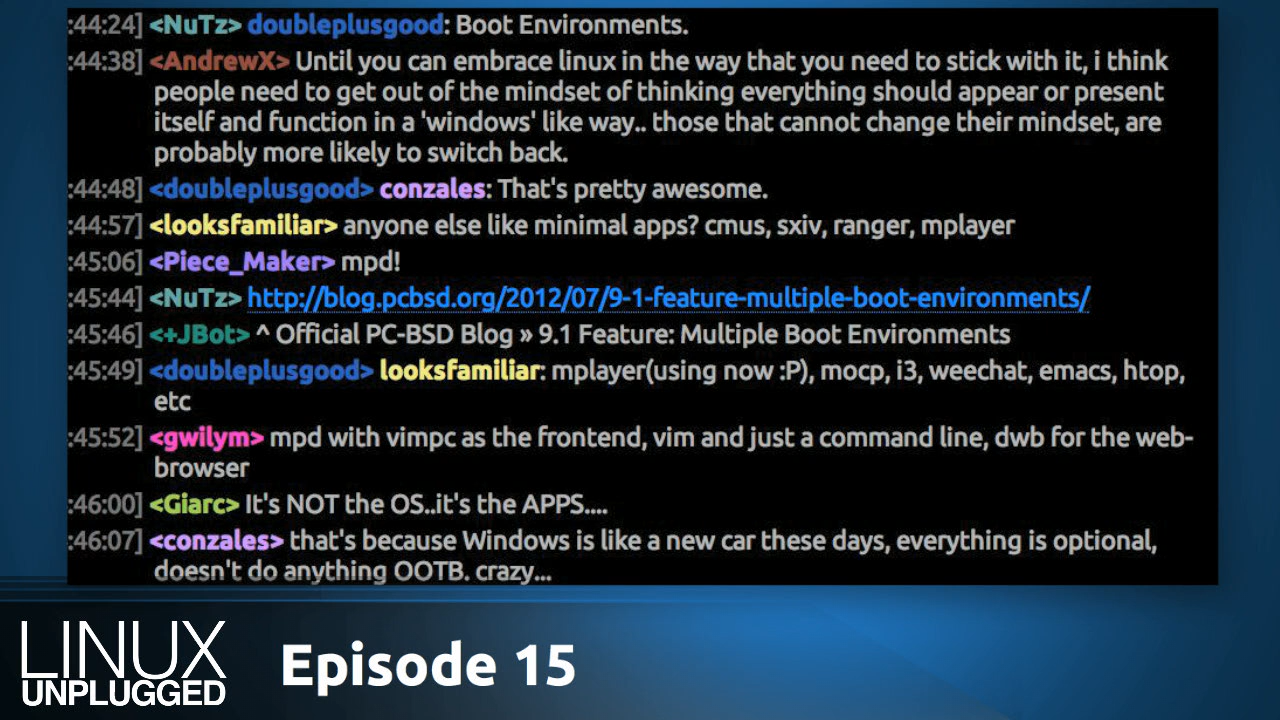 :44:24] <NuTz> doubleplusgood: Boot Environments.
:44:38] <AndrewX> Until you can embrace linux in the way that you need to stick with it, i think
people need to get out of the mindset of thinking everything should appear or present
itself and function in a 'windows' like way.. those that cannot change their mindset, are
probably more likely to switch back.
:44:48] <doubleplusgood> conzales: That's pretty awesome.
:44:57] <looksfamiliar> anyone else like minimal apps? cmus, sxiv, ranger, mplayer
:45:06] <Piece_Maker> mpd!
:45:44] <NuTz> http://blog.pcbsd.org/2012/07/9-1-feature-multiple-boot-environments/
:45:46] <+JBot> ^ Official PC-BSD Blog » 9.1 Feature: Multiple Boot Environments
:45:49] <doubleplusgood> looksfamiliar: mplayer(using now :P), mocp, i3, weechat, emacs, htop,
etc
:45:52] <gwilym> mpd with vimpc as the frontend, vim and just a command line, dwb for the web-
browser
:46:00] <Giarc> It's NOT the OS..it's the APPS....
:46:07] <conzales> that's because Windows is like a new car these days, everything is optional,
doesn't do anything OOTB. crazy...
LINUX
UNPLUGGED
Episode 15